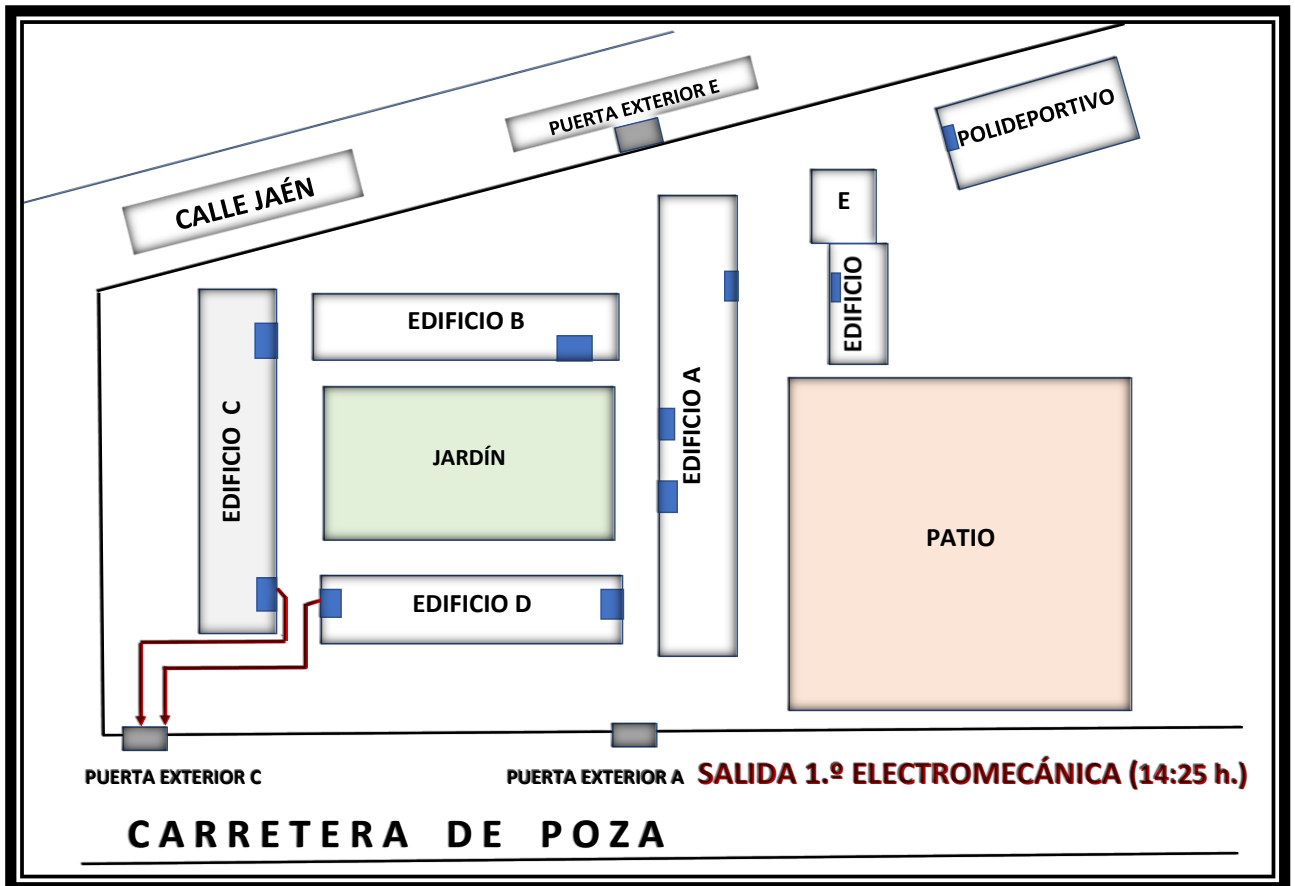 PUERTA EXTERIOR E
POLIDEPORTIVO
CALLE JAÉN
E
EDIFICIO
EDIFICIO B
EDIFICIO A
EDIFICIO C
JARDÍN
PATIO
EDIFICIO D
PUERTA EXTERIOR C
PUERTA EXTERIOR A
SALIDA 1.º ELECTROMECÁNICA (14:25 h.)
CARRETERA DE POZA